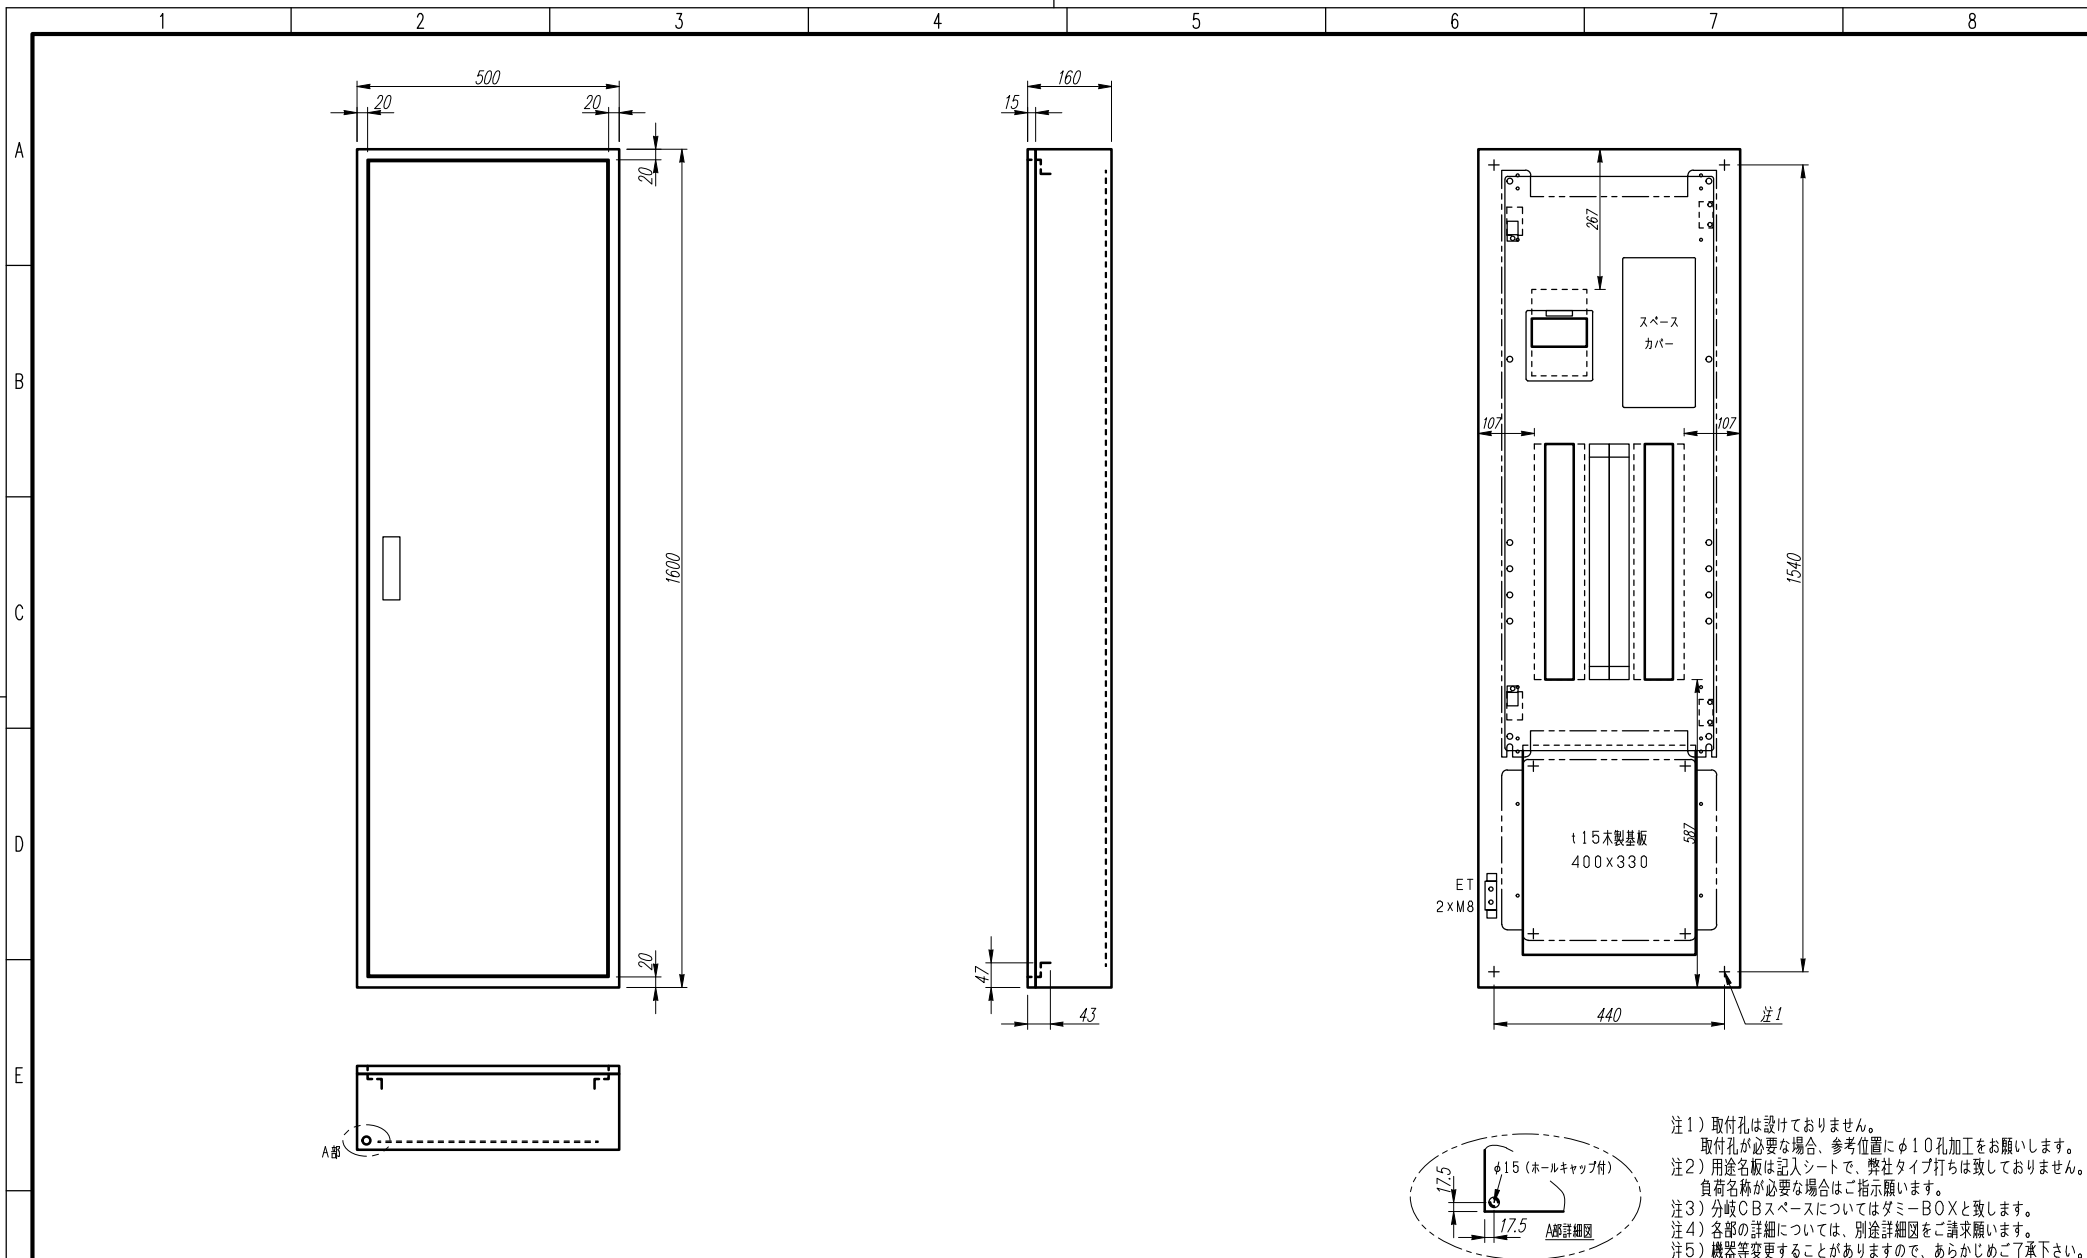 1 2 3 4 5 6 7 8
A
B
C
D
E
500
20 20
20
1600
20
160
15
47
43
267
スペース
カバー
107 107
1540
t15木製基板
400×330
587
ET
2×M8
440
注1
A部
17.5
φ15(ホールキャップ付)
17.5
A部詳細図
注1)取付孔は設けておりません。
取付孔が必要な場合、参考位置にφ10孔加工をお願いします。
注2)用途名板は記入シートで、弊社タイプ打ちは致しておりません。
負荷名称が必要な場合はご指示願います。
注3)分岐CBスペースについてはダミーBOXと致します。
注4)各部の詳細については、別途詳細図をご請求願います。
注5)機器等変更することがありますので、あらかじめご了承下さい。